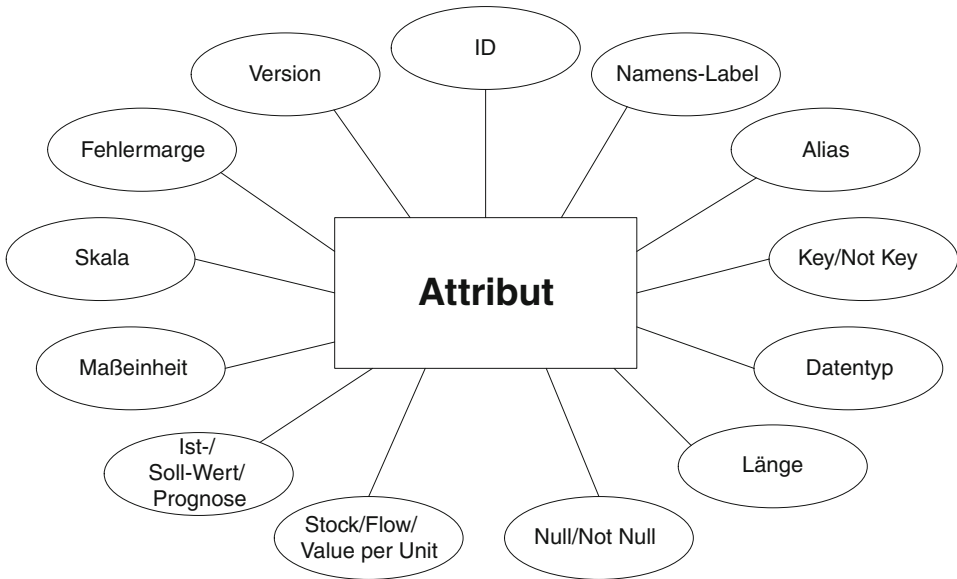 ID
Version
Namens-Label
Fehlermarge
Alias
Skala
Key/Not Key
Attribut
Maßeinheit
Datentyp
Ist-/
Soll-Wert/
Prognose
Länge
Stock/Flow/
Value per Unit
Null/Not Null